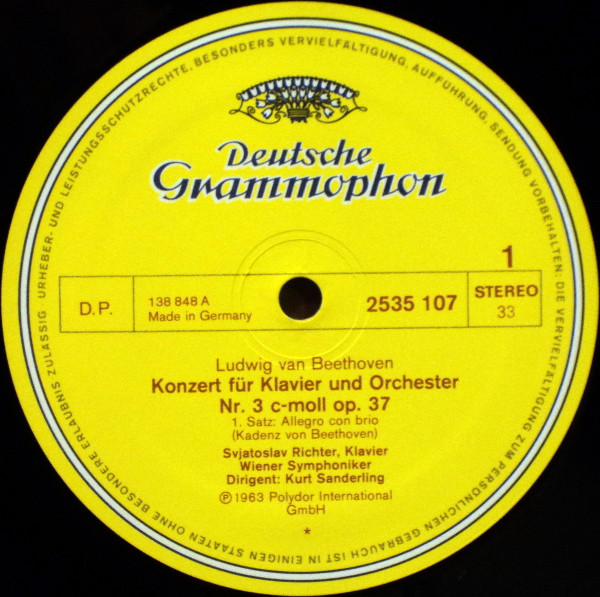 URHEBER- UND LEISTUNGSSCHUTZRECHTE, BESONDERS VERVIELFÄLTIGUNG, AUFFÜHRUNG, SENDUNG VORBEHALTEN: DIE VERVIELFÄLTIGUNG ZUM PERSÖNLICHEN GEBRAUCH IST IN EINIGEN STAATEN OHNE BESONDERE ERLAUBNIS ZULÄSSIG ·
Deutsche
Grammophon
1
D.P.
138 848 A
Made in Germany
2535 107
STEREO
33
Ludwig van Beethoven
Konzert für Klavier und Orchester
Nr. 3 c-moll op. 37
1. Satz: Allegro con brio
(Kadenz von Beethoven)
Svjatoslav Richter, Klavier
Wiener Symphoniker
Dirigent: Kurt Sanderling
℗ 1963 Polydor International
GmbH
*